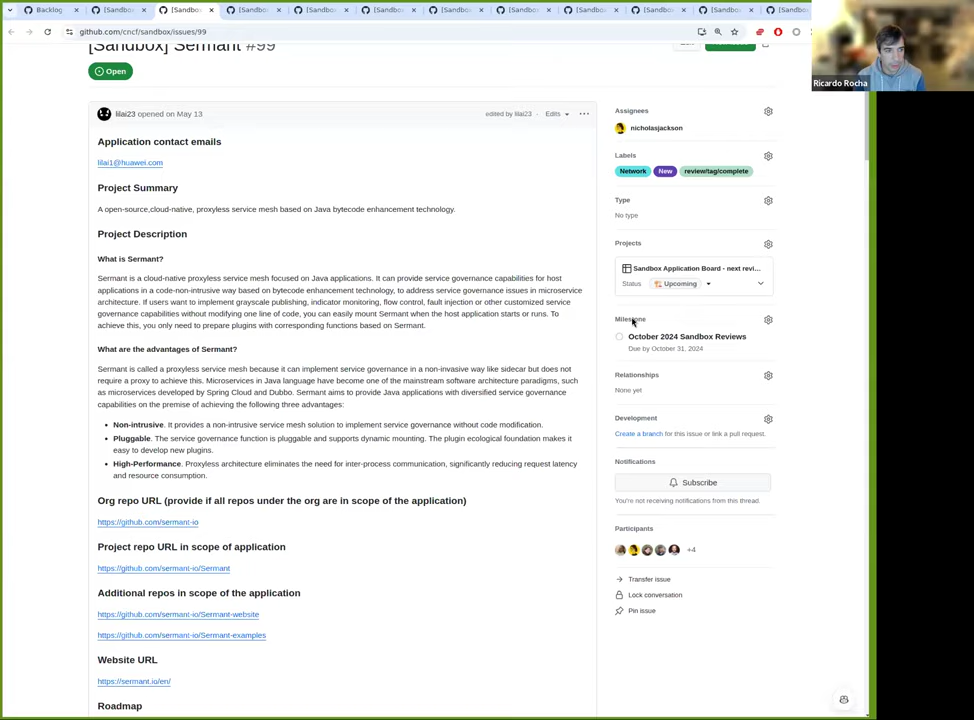 Backlog
[Sandbox
[Sandbox
[Sandbox
[Sandbox
[Sandbox
[Sandbox
[Sandbox
[Sandbox
[Sandbox
[Sandbox
[Sandbox
github.com/cncf/sandbox/issues/99
[Sandbox] Sermant #99
Open
Ricardo Rocha
lilai23 opened on May 13
edited by lilai23
Edits
Application contact emails
lilai1@huawei.com
Project Summary
A open-source,cloud-native, proxyless service mesh based on Java bytecode enhancement technology.
Project Description
What is Sermant?
Sermant is a cloud-native proxyless service mesh focused on Java applications. It can provide service governance capabilities for host
applications in a code-non-intrusive way based on bytecode enhancement technology, to address service governance issues in microservice
architecture. If users want to implement grayscale publishing, indicator monitoring, flow control, fault injection or other customized service
governance capabilities without modifying one line of code, you can easily mount Sermant when the host application starts or runs. To
achieve this, you only need to prepare plugins with corresponding functions based on Sermant.
What are the advantages of Sermant?
Sermant is called a proxyless service mesh because it can implement service governance in a non-invasive way like sidecar but does not
require a proxy to achieve this. Microservices in Java language have become one of the mainstream software architecture paradigms, such
as microservices developed by Spring Cloud and Dubbo. Sermant aims to provide Java applications with diversified service governance
capabilities on the premise of achieving the following three advantages:
Non-intrusive. It provides a non-intrusive service mesh solution to implement service governance without code modification.
Pluggable. The service governance function is pluggable and supports dynamic mounting. The plugin ecological foundation makes it
easy to develop new plugins.
High-Performance. Proxyless architecture eliminates the need for inter-process communication, significantly reducing request latency
and resource consumption.
Org repo URL (provide if all repos under the org are in scope of the application)
https://github.com/sermant-io
Project repo URL in scope of application
https://github.com/sermant-io/Sermant
Additional repos in scope of the application
https://github.com/sermant-io/Sermant-website
https://github.com/sermant-io/Sermant-examples
Website URL
https://sermant.io/en/
Roadmap
Assignees
nicholasjackson
Labels
Network
New
review/tag/complete
Type
No type
Projects
Sandbox Application Board - next revi...
Status
Upcoming
Milestone
October 2024 Sandbox Reviews
Due by October 31, 2024
Relationships
None yet
Development
Create a branch for this issue or link a pull request.
Notifications
Subscribe
You're not receiving notifications from this thread.
Participants
+4
Transfer issue
Lock conversation
Pin issue